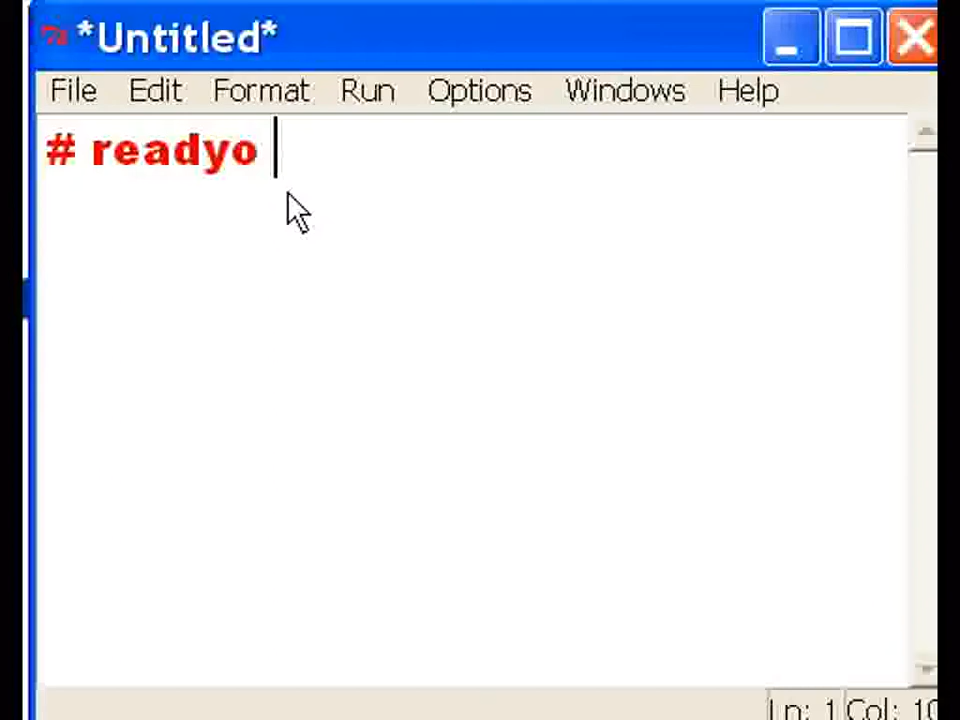 *Untitled*
File Edit Format Run Options Windows Help
# readyo
Ln: 1 Col: 10